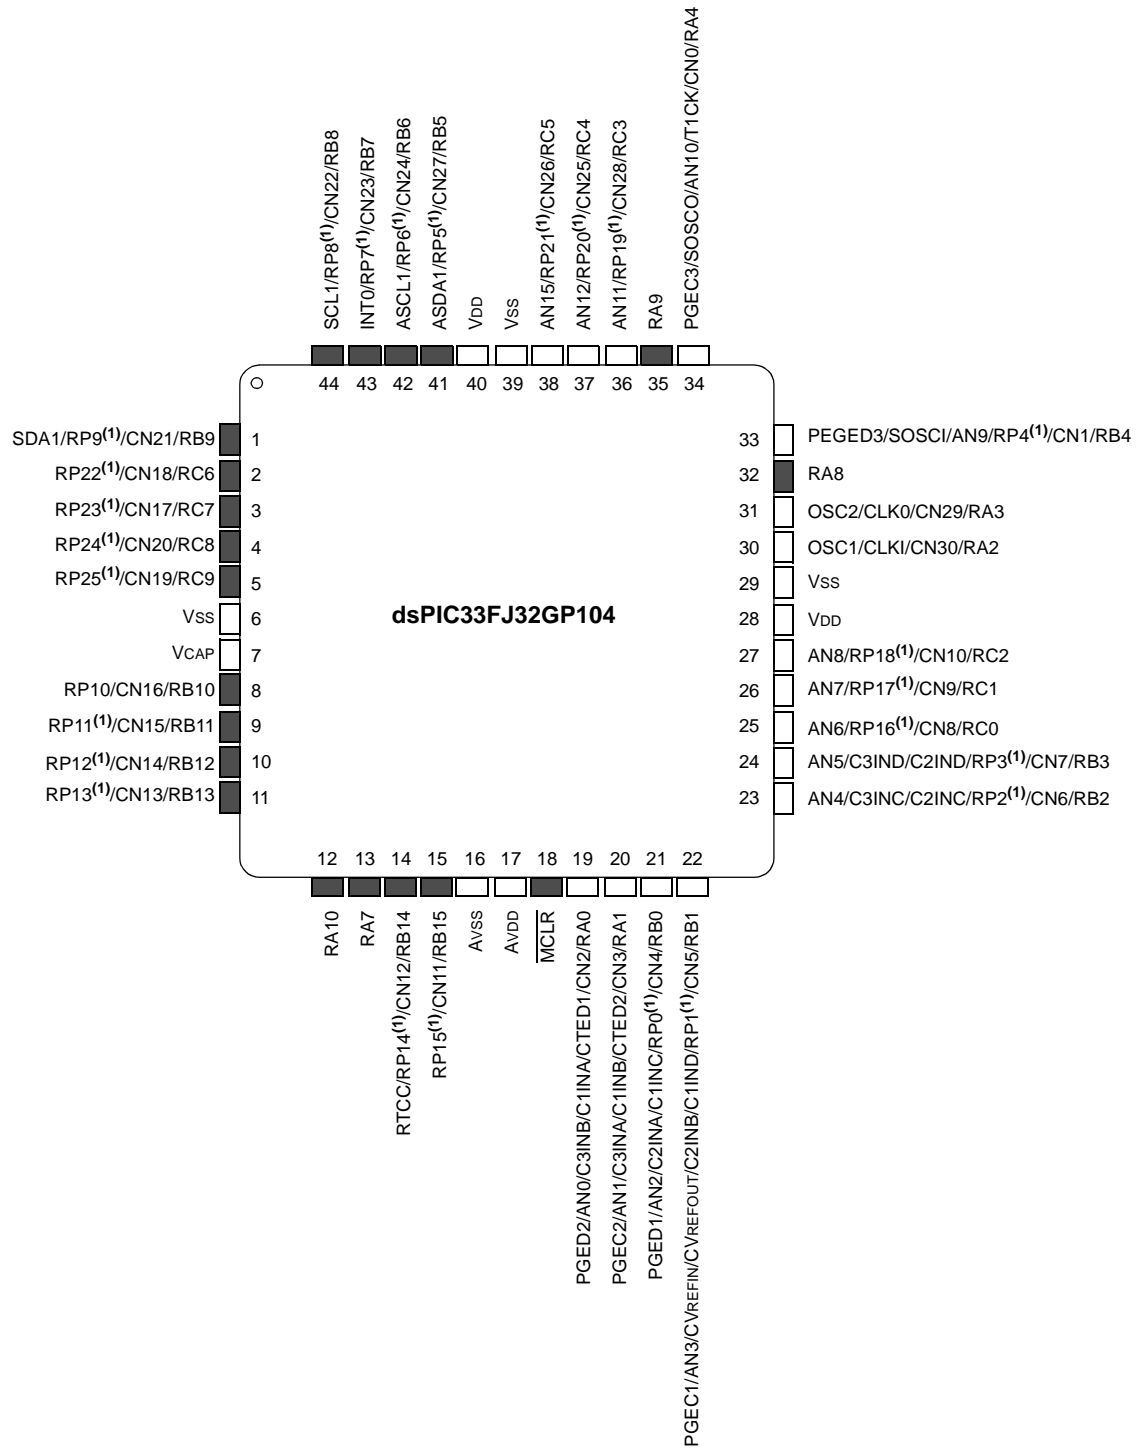 SCL1/RP8(1)/CN22/RB8
INT0/RP7(1)/CN23/RB7
ASCL1/RP6(1)/CN24/RB6
ASDA1/RP5(1)/CN27/RB5
VDD
VSS
AN15/RP21(1)/CN26/RC5
AN12/RP20(1)/CN25/RC4
AN11/RP19(1)/CN28/RC3
RA9
PGEC3/SOSCO/AN10/T1CK/CN0/RA4
44 43 42 41 40 39 38 37 36 35 34
SDA1/RP9(1)/CN21/RB9 1
RP22(1)/CN18/RC6 2
RP23(1)/CN17/RC7 3
RP24(1)/CN20/RC8 4
RP25(1)/CN19/RC9 5
VSS 6
VCAP 7
RP10/CN16/RB10 8
RP11(1)/CN15/RB11 9
RP12(1)/CN14/RB12 10
RP13(1)/CN13/RB13 11
dsPIC33FJ32GP104
33 PEGED3/SOSCI/AN9/RP4(1)/CN1/RB4
32 RA8
31 OSC2/CLK0/CN29/RA3
30 OSC1/CLKI/CN30/RA2
29 VSS
28 VDD
27 AN8/RP18(1)/CN10/RC2
26 AN7/RP17(1)/CN9/RC1
25 AN6/RP16(1)/CN8/RC0
24 AN5/C3IND/C2IND/RP3(1)/CN7/RB3
23 AN4/C3INC/C2INC/RP2(1)/CN6/RB2
12 13 14 15 16 17 18 19 20 21 22
RA10
RA7
RTCC/RP14(1)/CN12/RB14
RP15(1)/CN11/RB15
AVSS
AVDD
MCLR
PGED2/AN0/C3INB/C1INA/CTED1/CN2/RA0
PGEC2/AN1/C3INA/C1INB/CTED2/CN3/RA1
PGED1/AN2/C2INA/C1INC/RP0(1)/CN4/RB0
PGEC1/AN3/CVREFIN/CVREFOUT/C2INB/C1IND/RP1(1)/CN5/RB1